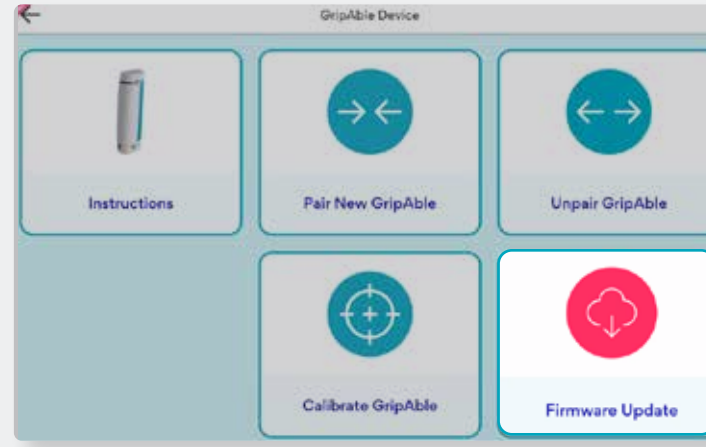 GripAble Device
Instructions
Pair New GripAble
Unpair GripAble
Calibrate GripAble
Firmware Update